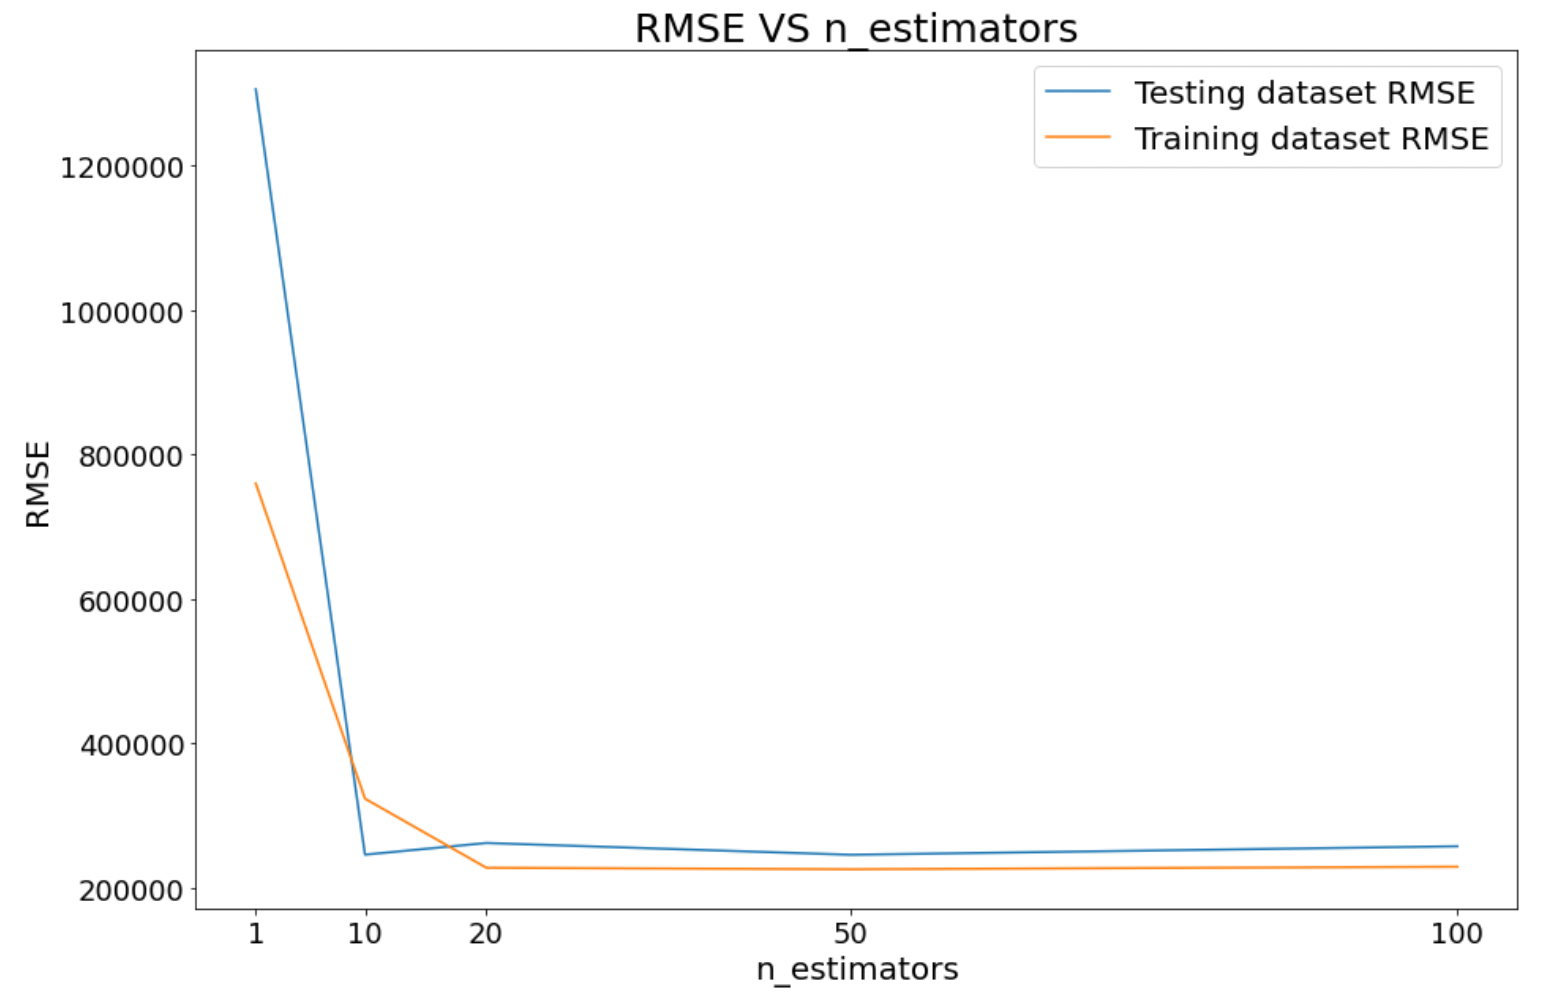 RMSE VS n_estimators
Testing dataset RMSE
Training dataset RMSE
1200000
1000000
800000
600000
400000
200000
RMSE
1 10 20 50 100
n_estimators